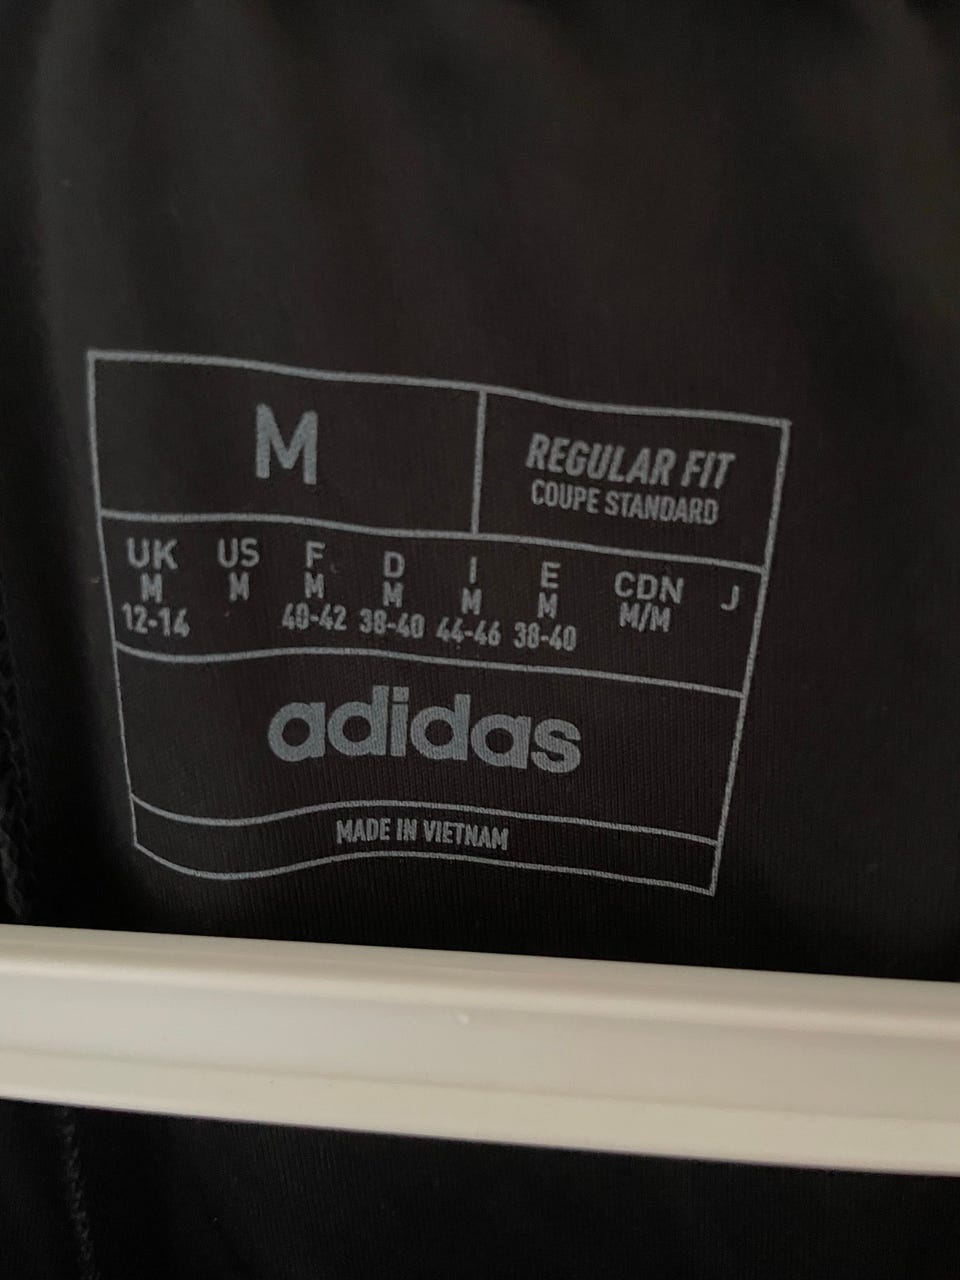 M
REGULAR FIT
COUPE STANDARD
UK US F D I E CDN J
M M M M M M M/M
12-14 40-42 38-40 44-46 38-40
adidas
MADE IN VIETNAM